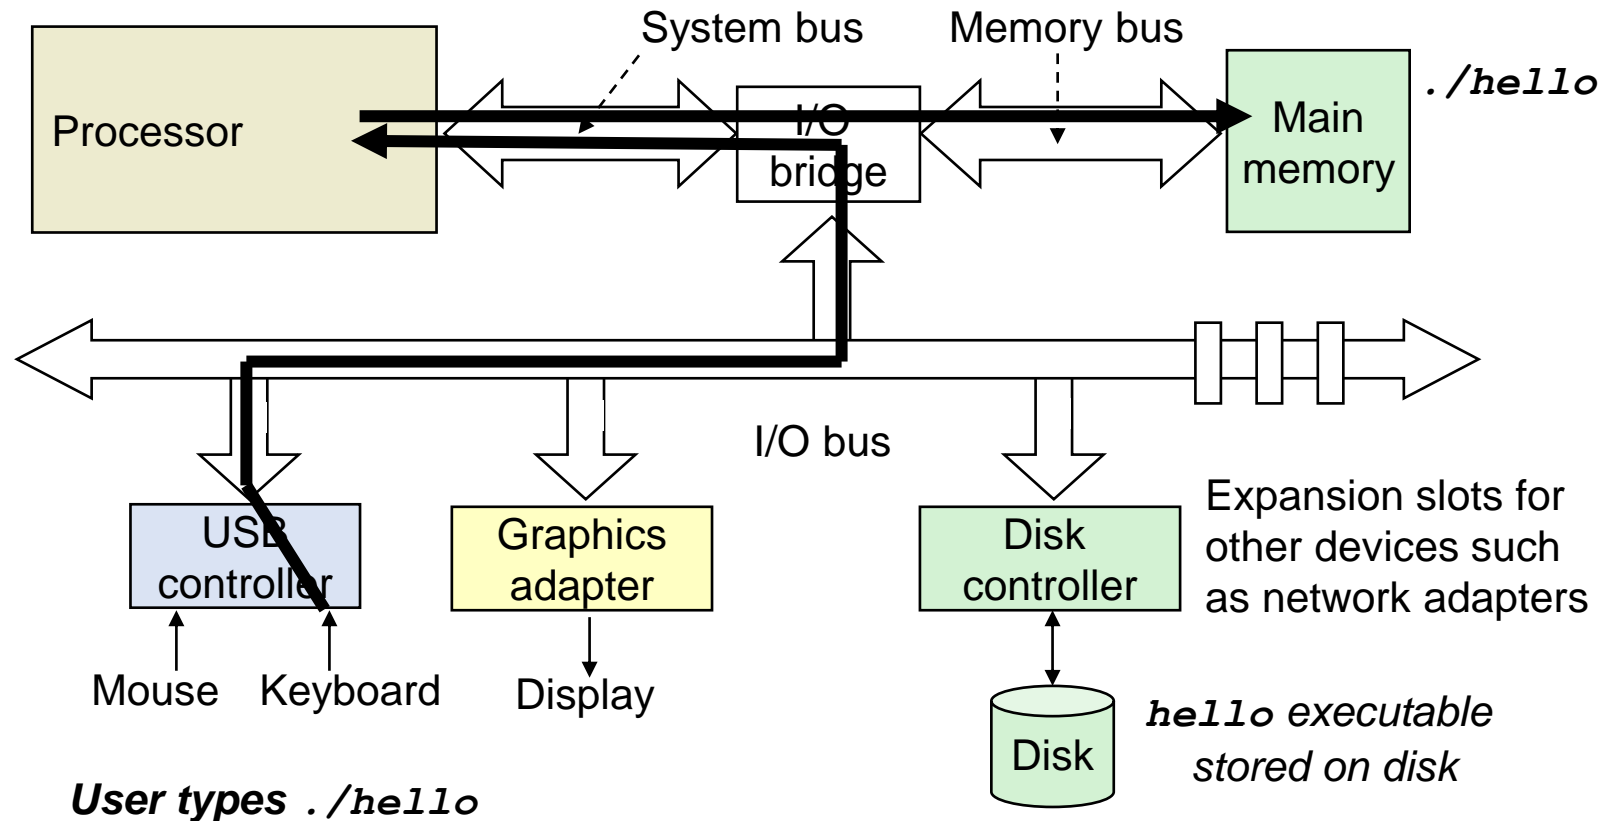 System bus
Memory bus
Processor
I/O
bridge
Main
memory
./hello
I/O bus
USB
controller
Graphics
adapter
Disk
controller
Expansion slots for
other devices such
as network adapters
Mouse
Keyboard
Display
Disk
hello executable
stored on disk
User types ./hello